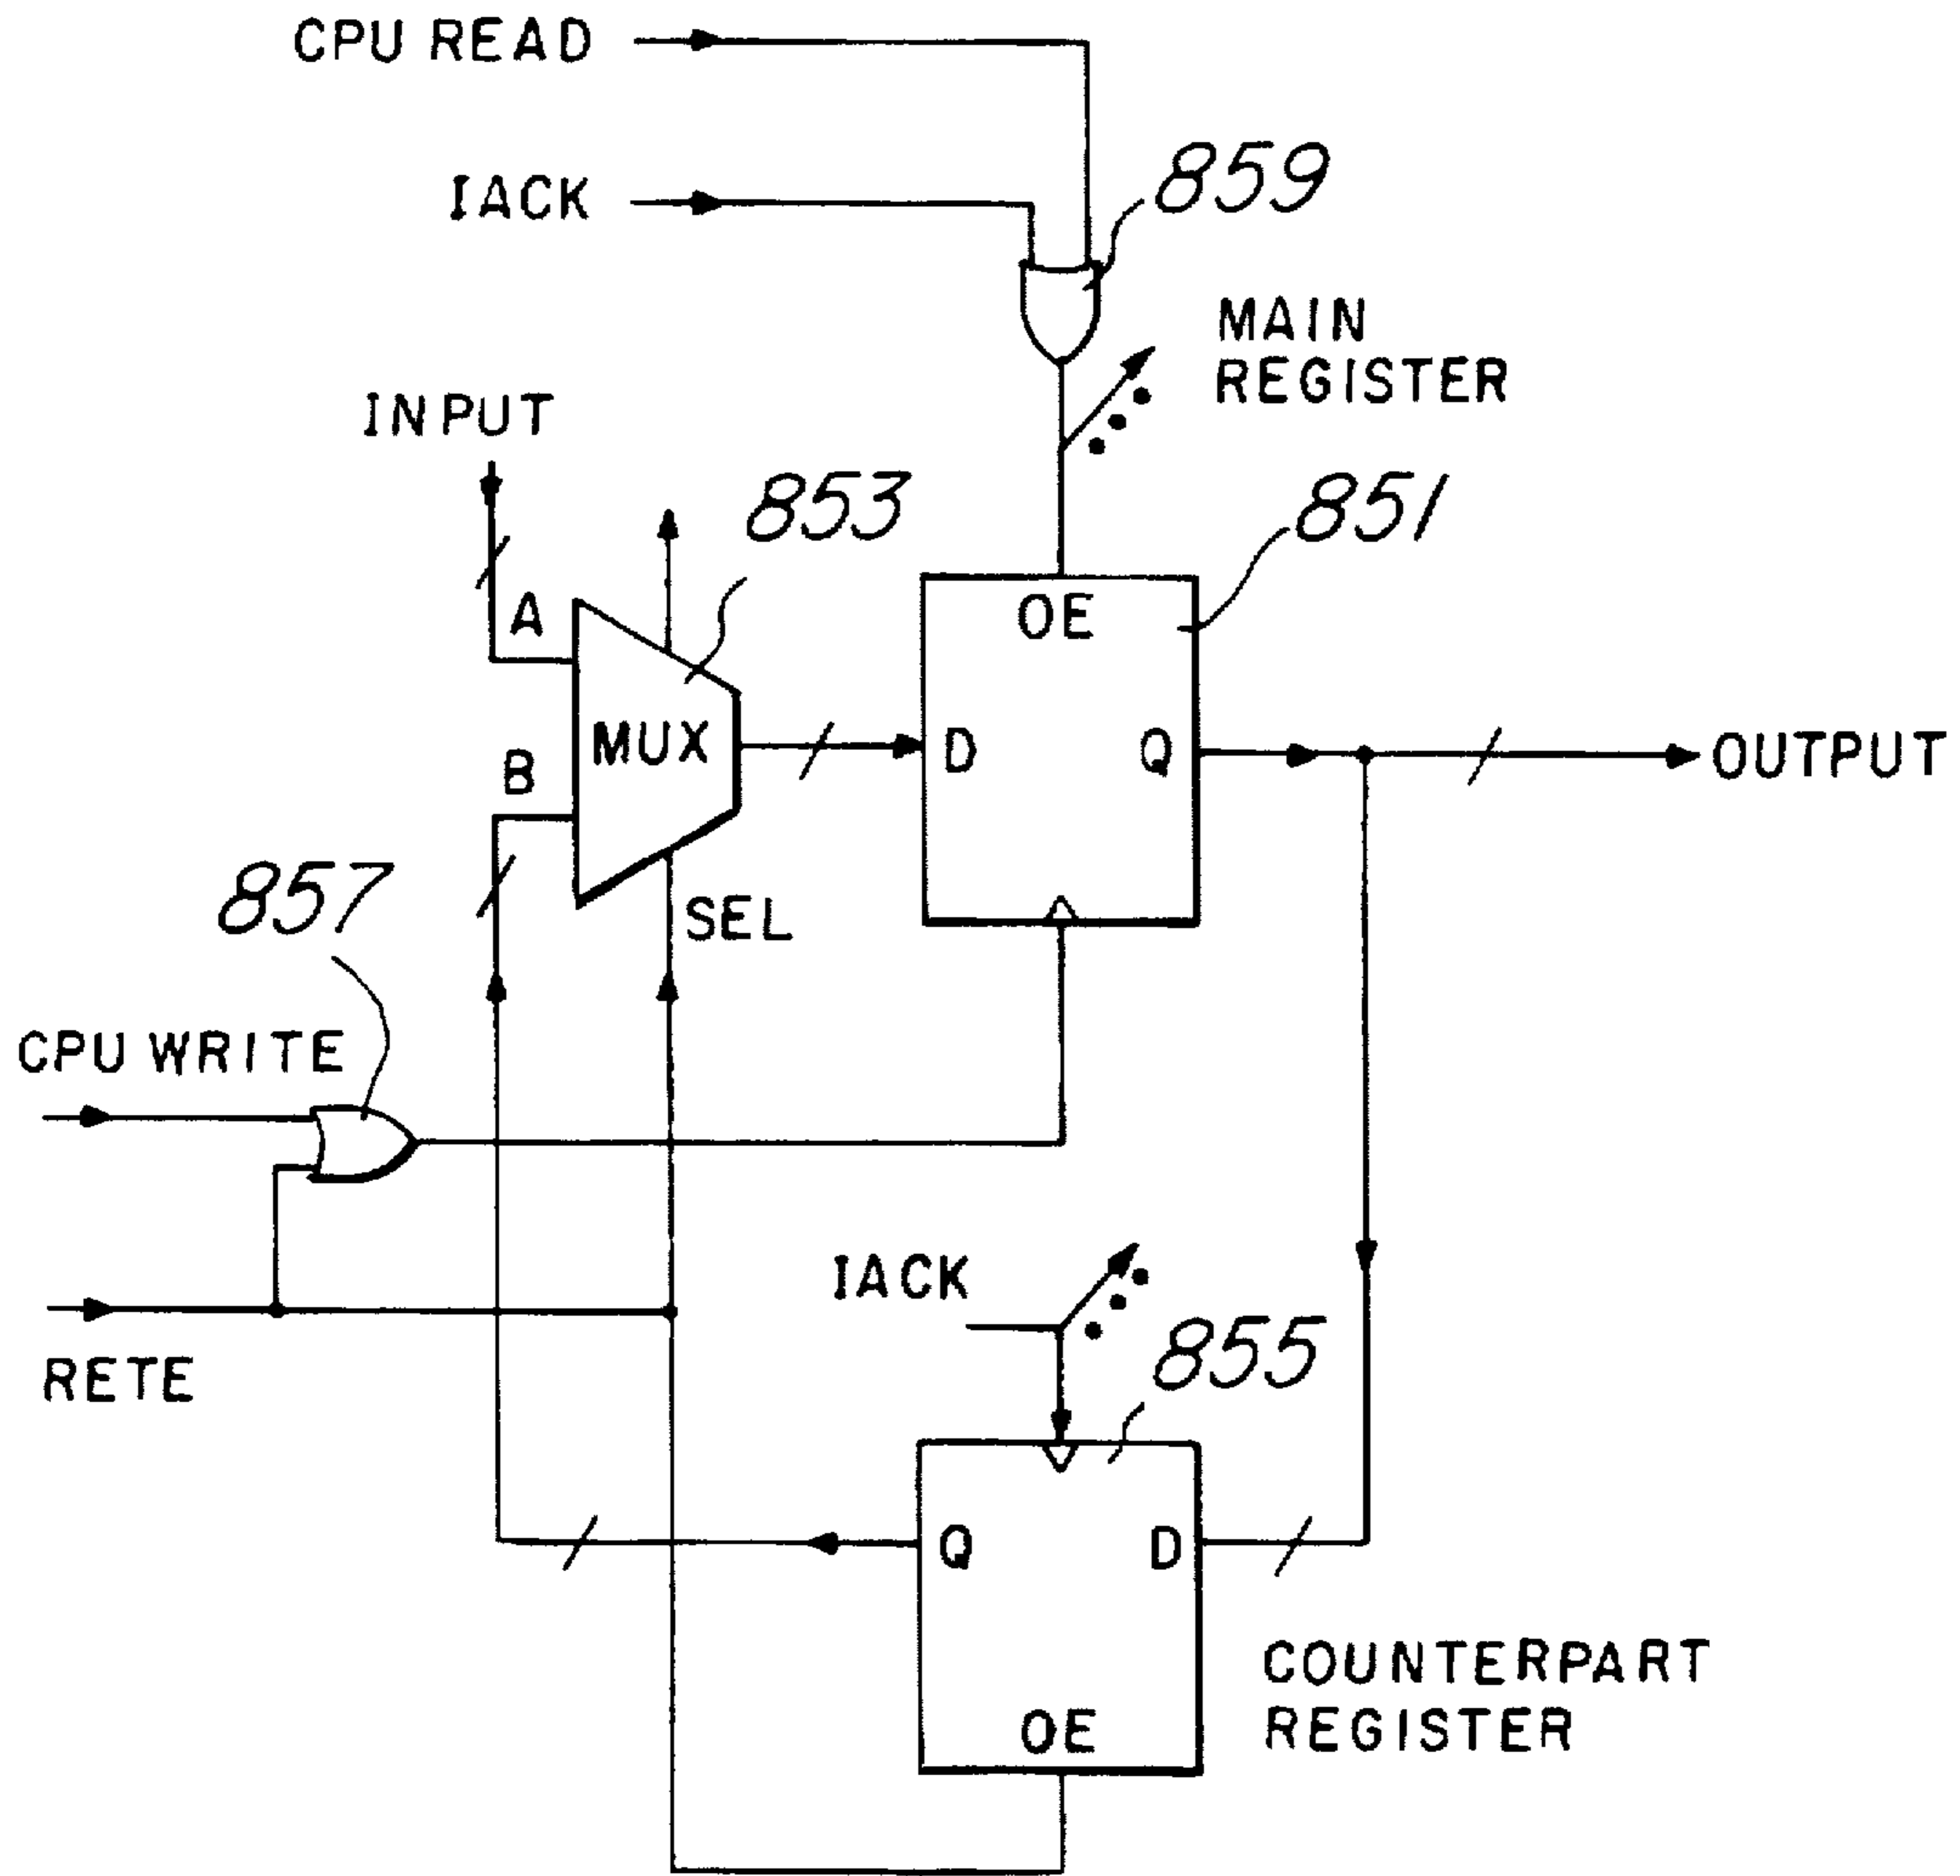 CPU READ
IACK
859
MAIN
REGISTER
INPUT
853
851
A
OE
MUX
D
Q
OUTPUT
B
857
SEL
CPU WRITE
IACK
855
RETE
Q
D
COUNTERPART
REGISTER
OE